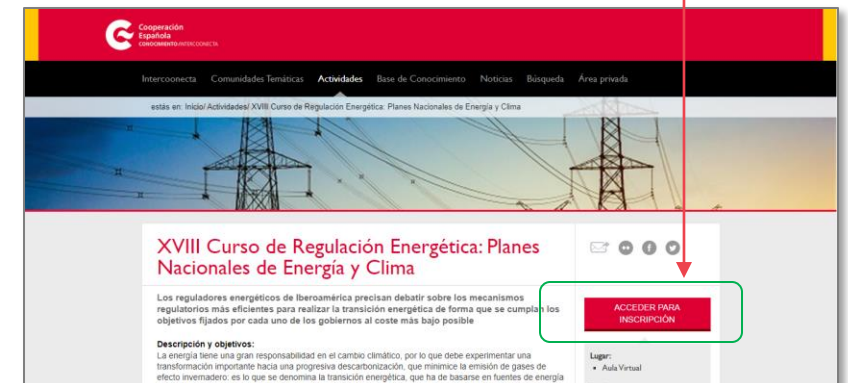 Cooperación
Española
CONOCIMIENTO/INTERCOONECTA
Intercoonecta Comunidades Temáticas Actividades Base de Conocimiento Noticias Búsqueda Área privada
estás en: Inicio/ Actividades/ XVIII Curso de Regulación Energética: Planes Nacionales de Energía y Clima
XVIII Curso de Regulación Energética: Planes
Nacionales de Energía y Clima
Los reguladores energéticos de Iberoamérica precisan debatir sobre los mecanismos
regulatorios más eficientes para realizar la transición energética de forma que se cumplan los
objetivos fijados por cada uno de los gobiernos al coste más bajo posible
Descripción y objetivos:
La energía tiene una gran responsabilidad en el cambio climático, por lo que debe experimentar una
transformación importante hacia una progresiva descarbonización, que minimice la emisión de gases de
efecto invernadero: es lo que se denomina la transición energética, que ha de basarse en fuentes de energía
ACCEDER PARA
INSCRIPCIÓN
Lugar:
• Aula Virtual